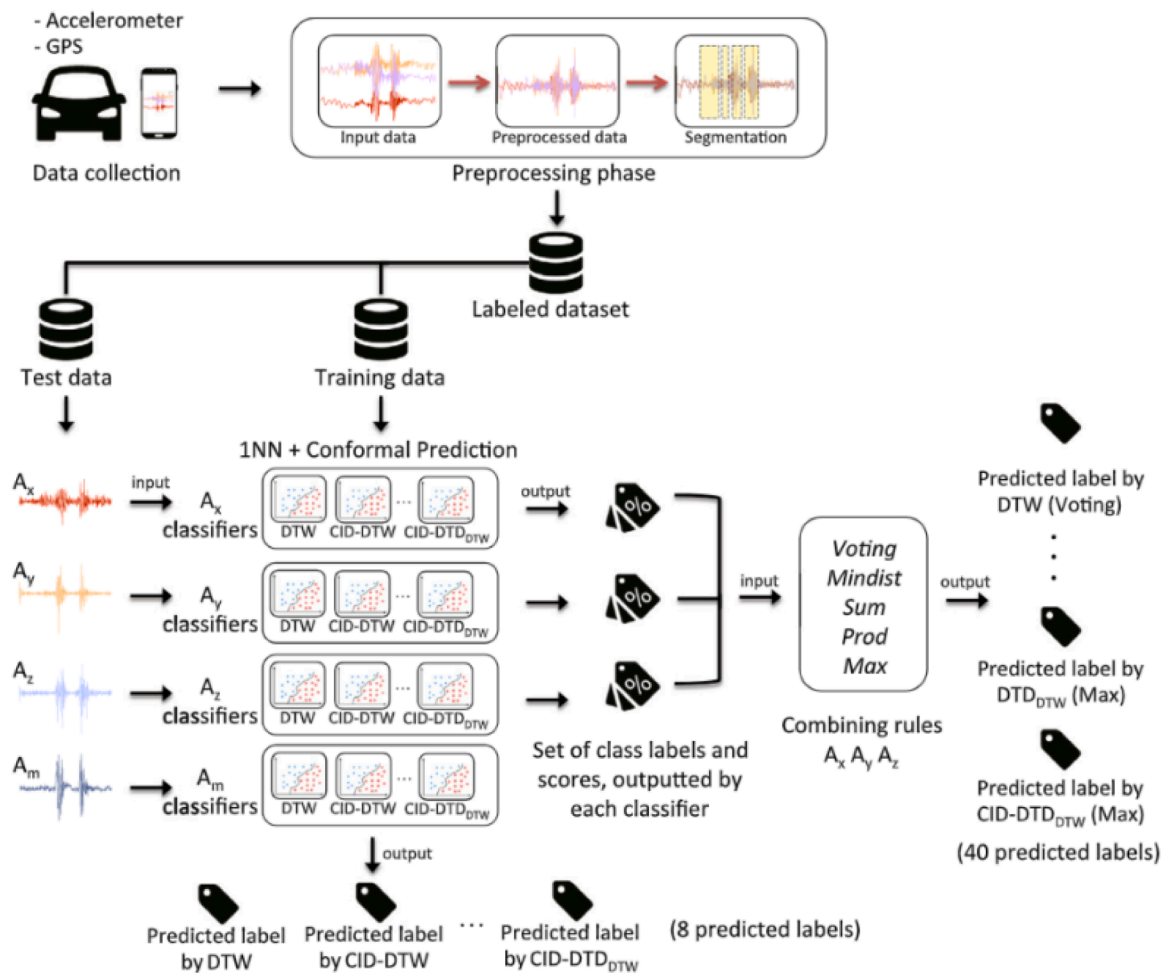 - Accelerometer
- GPS
Data collection
Input data
Preprocessed data
Segmentation
Preprocessing phase
Labeled dataset
Test data
Training data
1NN + Conformal Prediction
Ax
input
Ax
classifiers
DTW
CID-DTW
...
CID-DTDDTW
output
%
Ay
Ay
classifiers
DTW
CID-DTW
...
CID-DTDDTW
%
Az
Az
classifiers
DTW
CID-DTW
...
CID-DTDDTW
%
Am
Am
classifiers
DTW
CID-DTW
...
CID-DTDDTW
Set of class labels and
scores, outputted by
each classifier
input
Voting
Mindist
Sum
Prod
Max
Combining rules
Ax Ay Az
output
Predicted label by
DTW (Voting)
Predicted label by
DTDDTW (Max)
Predicted label by
CID-DTDDTW (Max)
(40 predicted labels)
output
Predicted label
by DTW
Predicted label
by CID-DTW
...
Predicted label
by CID-DTDDTW
(8 predicted labels)